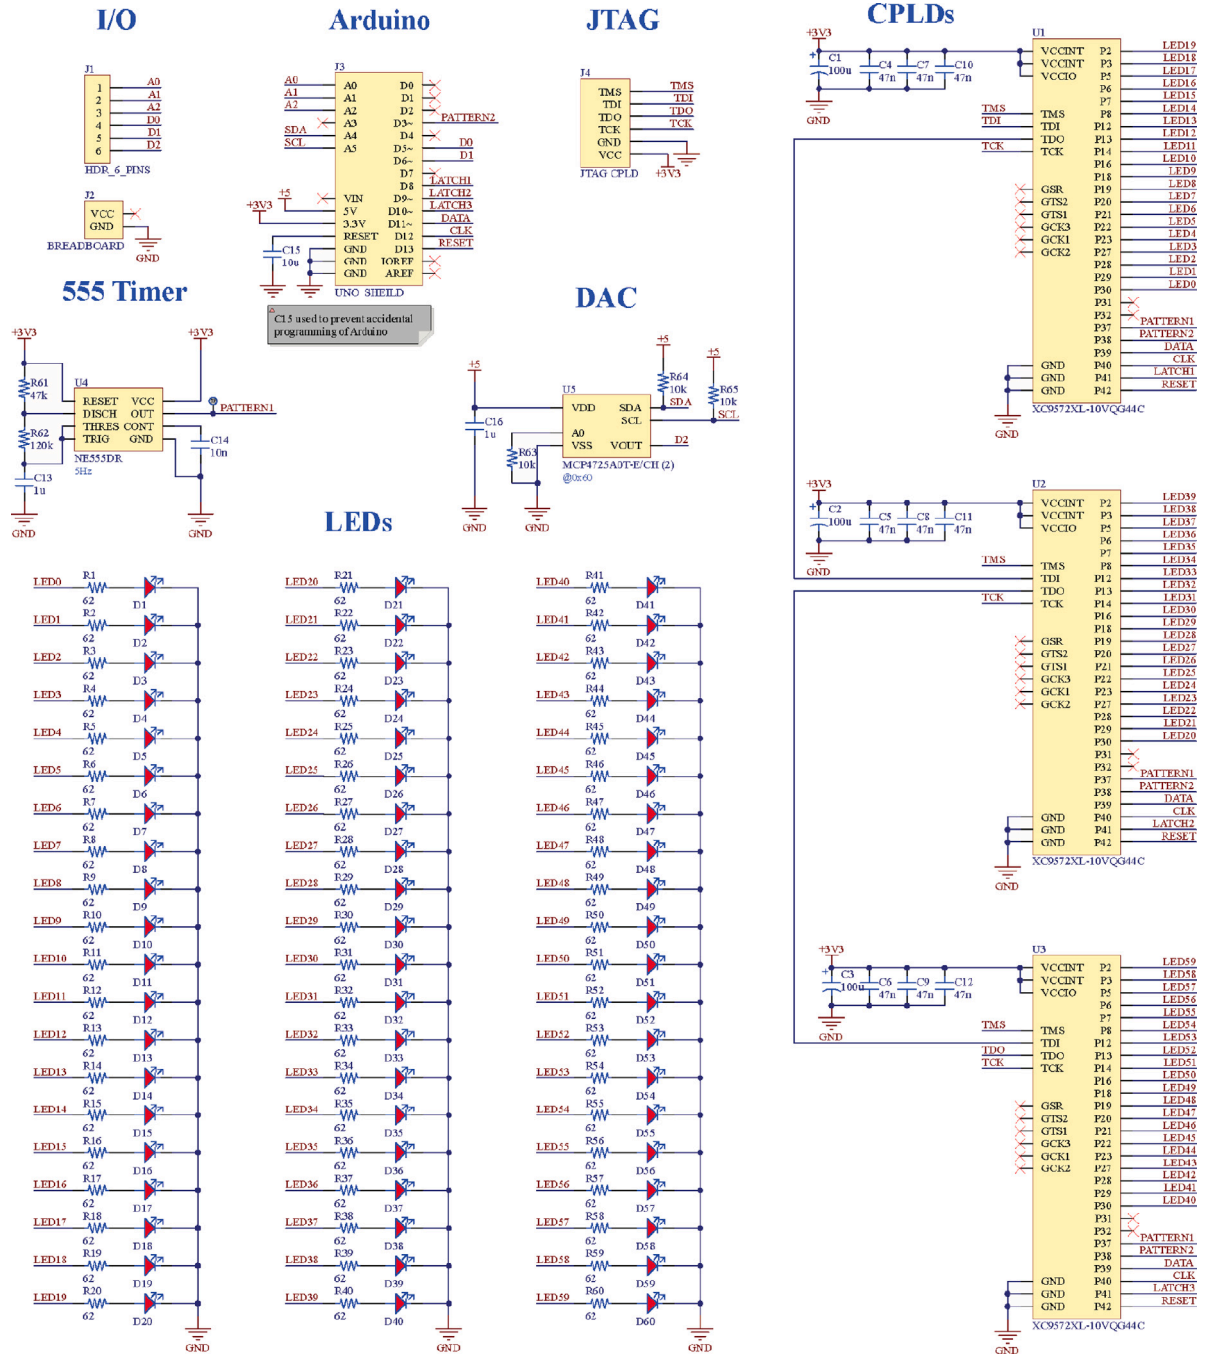 I/O
J1
1 A0
2 A1
3 A2
4 D0
5 D1
6 D2
HDR_6_PINS
J2
VCC
GND
BREADBOARD
GND
Arduino
J3
A0 A0 D0
A1 A1 D1
A2 A2 D2
A3 D3~ PATTERN2
SDA A4 D4
SCL A5 D5~ D0
D6~ D1
D7
D8 LATCH1
+5 VIN D9~ LATCH2
+3V3 5V D10~ LATCH3
3.3V D11~ DATA
RESET D12 CLK
GND D13 RESET
GND IOREF
GND AREF
C15
10u
GND
UNO SHEILD
C15 used to prevent accidental
programming of Arduino
JTAG
J4
TMS TMS
TDI TDI
TDO TDO
TCK TCK
GND
VCC
+3V3
GND
JTAG CPLD
555 Timer
+3V3 +3V3
R61
47k
U4
RESET VCC
DISCH OUT PATTERN1
THRES CONT
TRIG GND
R62
120k
C14
10n
NE555DR
5Hz
C13
1u
GND GND
DAC
+5 +5 +5
R64
10k
R65
10k
U5
VDD SDA SDA
SCL SCL
A0
VSS VOUT D2
C16
1u
R63
10k
MCP4725A0T-E/CH (2)
@0x60
GND GND
CPLDs
+3V3
C1
100u
C4
47n
C7
47n
C10
47n
GND
U1
VCCINT P2 LED19
VCCINT P3 LED18
VCCIO P5 LED17
P6 LED16
P7 LED15
TMS TMS P8 LED14
TDI TDI P12 LED13
TDO P13 LED12
TCK TCK P14 LED11
P16 LED10
P18 LED9
GSR P19 LED8
GTS2 P20 LED7
GTS1 P21 LED6
GCK3 P22 LED5
GCK1 P23 LED4
GCK2 P27 LED3
P28 LED2
P29 LED1
P30 LED0
P31
P32
P37 PATTERN1
P38 PATTERN2
P39 DATA
GND P40 CLK
GND P41 LATCH1
GND P42 RESET
XC9572XL-10VQG44C
GND
+3V3
C2
100u
C5
47n
C8
47n
C11
47n
GND
U2
VCCINT P2 LED39
VCCINT P3 LED38
VCCIO P5 LED37
P6 LED36
P7 LED35
TMS TMS P8 LED34
TDI P12 LED33
TDO P13 LED32
TCK TCK P14 LED31
P16 LED30
P18 LED29
GSR P19 LED28
GTS2 P20 LED27
GTS1 P21 LED26
GCK3 P22 LED25
GCK1 P23 LED24
GCK2 P27 LED23
P28 LED22
P29 LED21
P30 LED20
P31
P32
P37 PATTERN1
P38 PATTERN2
P39 DATA
GND P40 CLK
GND P41 LATCH2
GND P42 RESET
XC9572XL-10VQG44C
GND
+3V3
C3
100u
C6
47n
C9
47n
C12
47n
GND
U3
VCCINT P2 LED59
VCCINT P3 LED58
VCCIO P5 LED57
P6 LED56
P7 LED55
TMS TMS P8 LED54
TDI P12 LED53
TDO TDO P13 LED52
TCK TCK P14 LED51
P16 LED50
P18 LED49
GSR P19 LED48
GTS2 P20 LED47
GTS1 P21 LED46
GCK3 P22 LED45
GCK1 P23 LED44
GCK2 P27 LED43
P28 LED42
P29 LED41
P30 LED40
P31
P32
P37 PATTERN1
P38 PATTERN2
P39 DATA
GND P40 CLK
GND P41 LATCH3
GND P42 RESET
XC9572XL-10VQG44C
GND
LEDs
LED0 R1 62 D1
LED1 R2 62 D2
LED2 R3 62 D3
LED3 R4 62 D4
LED4 R5 62 D5
LED5 R6 62 D6
LED6 R7 62 D7
LED7 R8 62 D8
LED8 R9 62 D9
LED9 R10 62 D10
LED10 R11 62 D11
LED11 R12 62 D12
LED12 R13 62 D13
LED13 R14 62 D14
LED14 R15 62 D15
LED15 R16 62 D16
LED16 R17 62 D17
LED17 R18 62 D18
LED18 R19 62 D19
LED19 R20 62 D20
GND
LED20 R21 62 D21
LED21 R22 62 D22
LED22 R23 62 D23
LED23 R24 62 D24
LED24 R25 62 D25
LED25 R26 62 D26
LED26 R27 62 D27
LED27 R28 62 D28
LED28 R29 62 D29
LED29 R30 62 D30
LED30 R31 62 D31
LED31 R32 62 D32
LED32 R33 62 D33
LED33 R34 62 D34
LED34 R35 62 D35
LED35 R36 62 D36
LED36 R37 62 D37
LED37 R38 62 D38
LED38 R39 62 D39
LED39 R40 62 D40
GND
LED40 R41 62 D41
LED41 R42 62 D42
LED42 R43 62 D43
LED43 R44 62 D44
LED44 R45 62 D45
LED45 R46 62 D46
LED46 R47 62 D47
LED47 R48 62 D48
LED48 R49 62 D49
LED49 R50 62 D50
LED50 R51 62 D51
LED51 R52 62 D52
LED52 R53 62 D53
LED53 R54 62 D54
LED54 R55 62 D55
LED55 R56 62 D56
LED56 R57 62 D57
LED57 R58 62 D58
LED58 R59 62 D59
LED59 R60 62 D60
GND